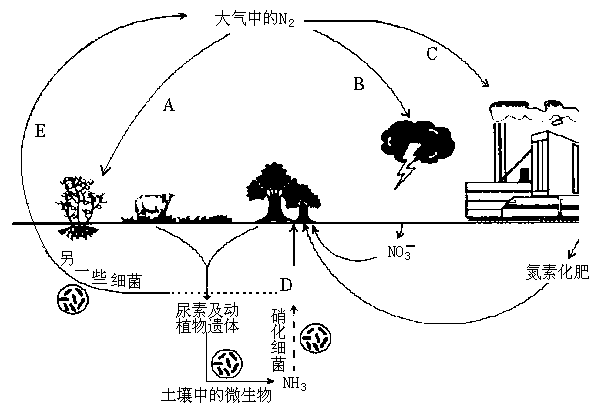 大气中的N₂
C
B
A
E
NO₃⁻
另一些细菌
氮素化肥
D
尿素及动
植物遗体
硝化细菌
NH₃
土壤中的微生物